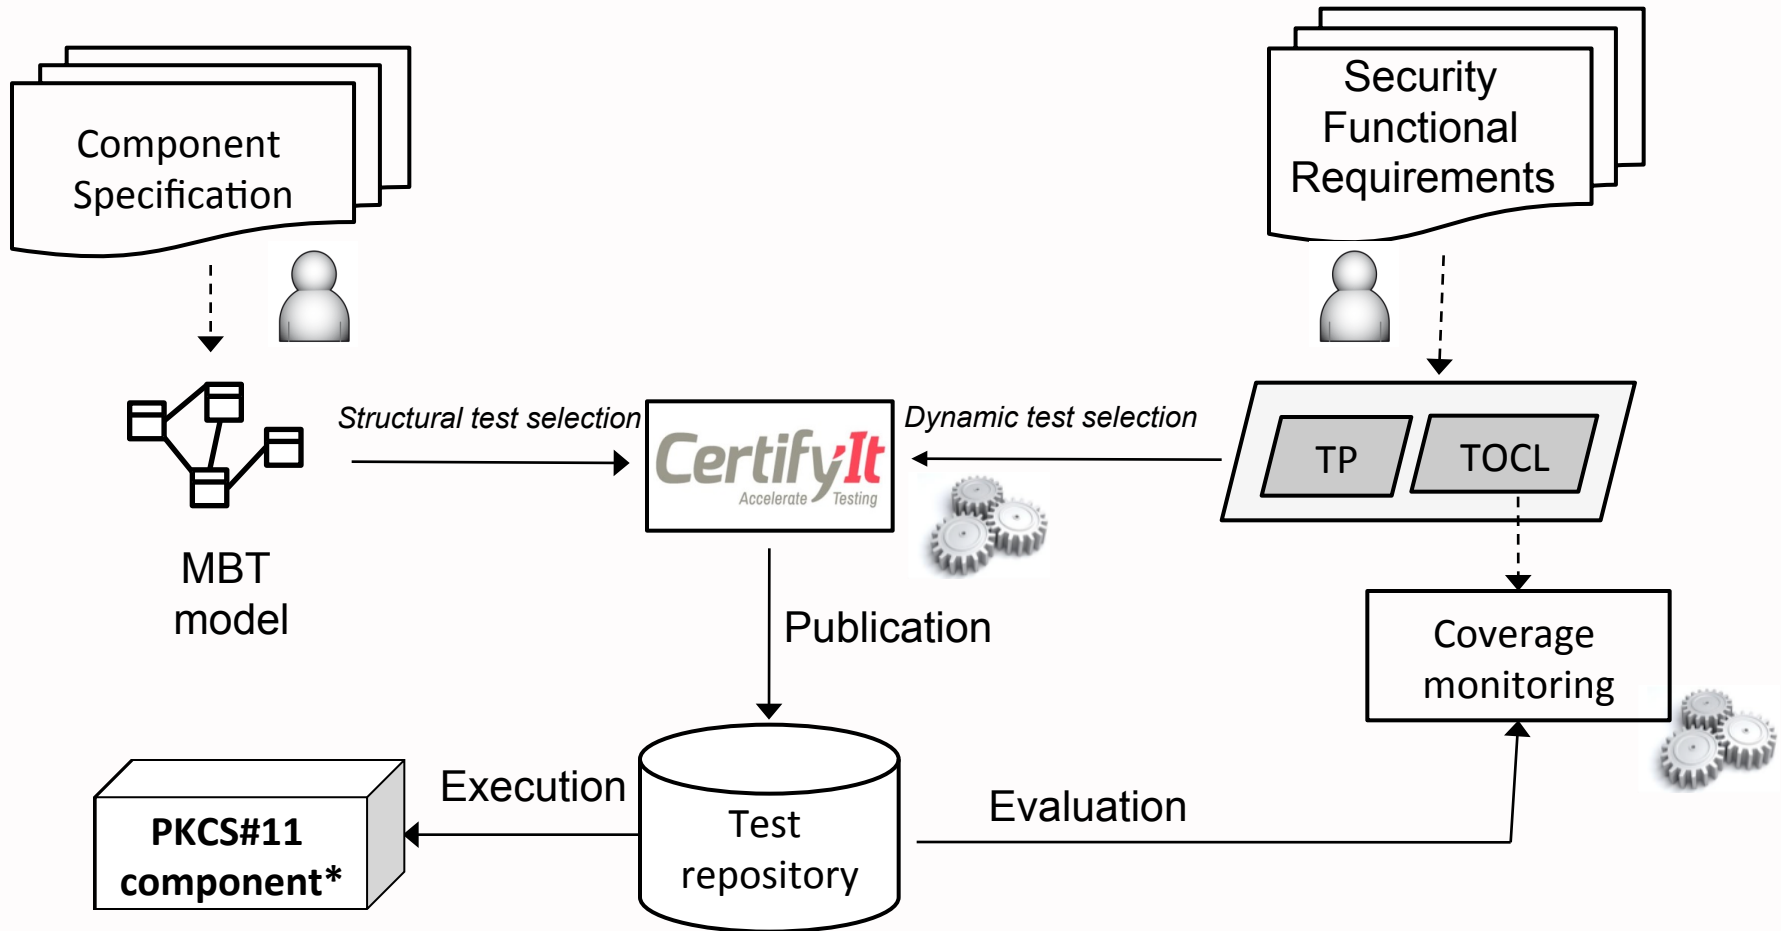 Component
Specification
Security
Functional
Requirements
Structural test selection
CertifyIt
Accelerate Testing
Dynamic test selection
TP
TOCL
MBT
model
Publication
Coverage
monitoring
PKCS#11
component*
Execution
Test
repository
Evaluation